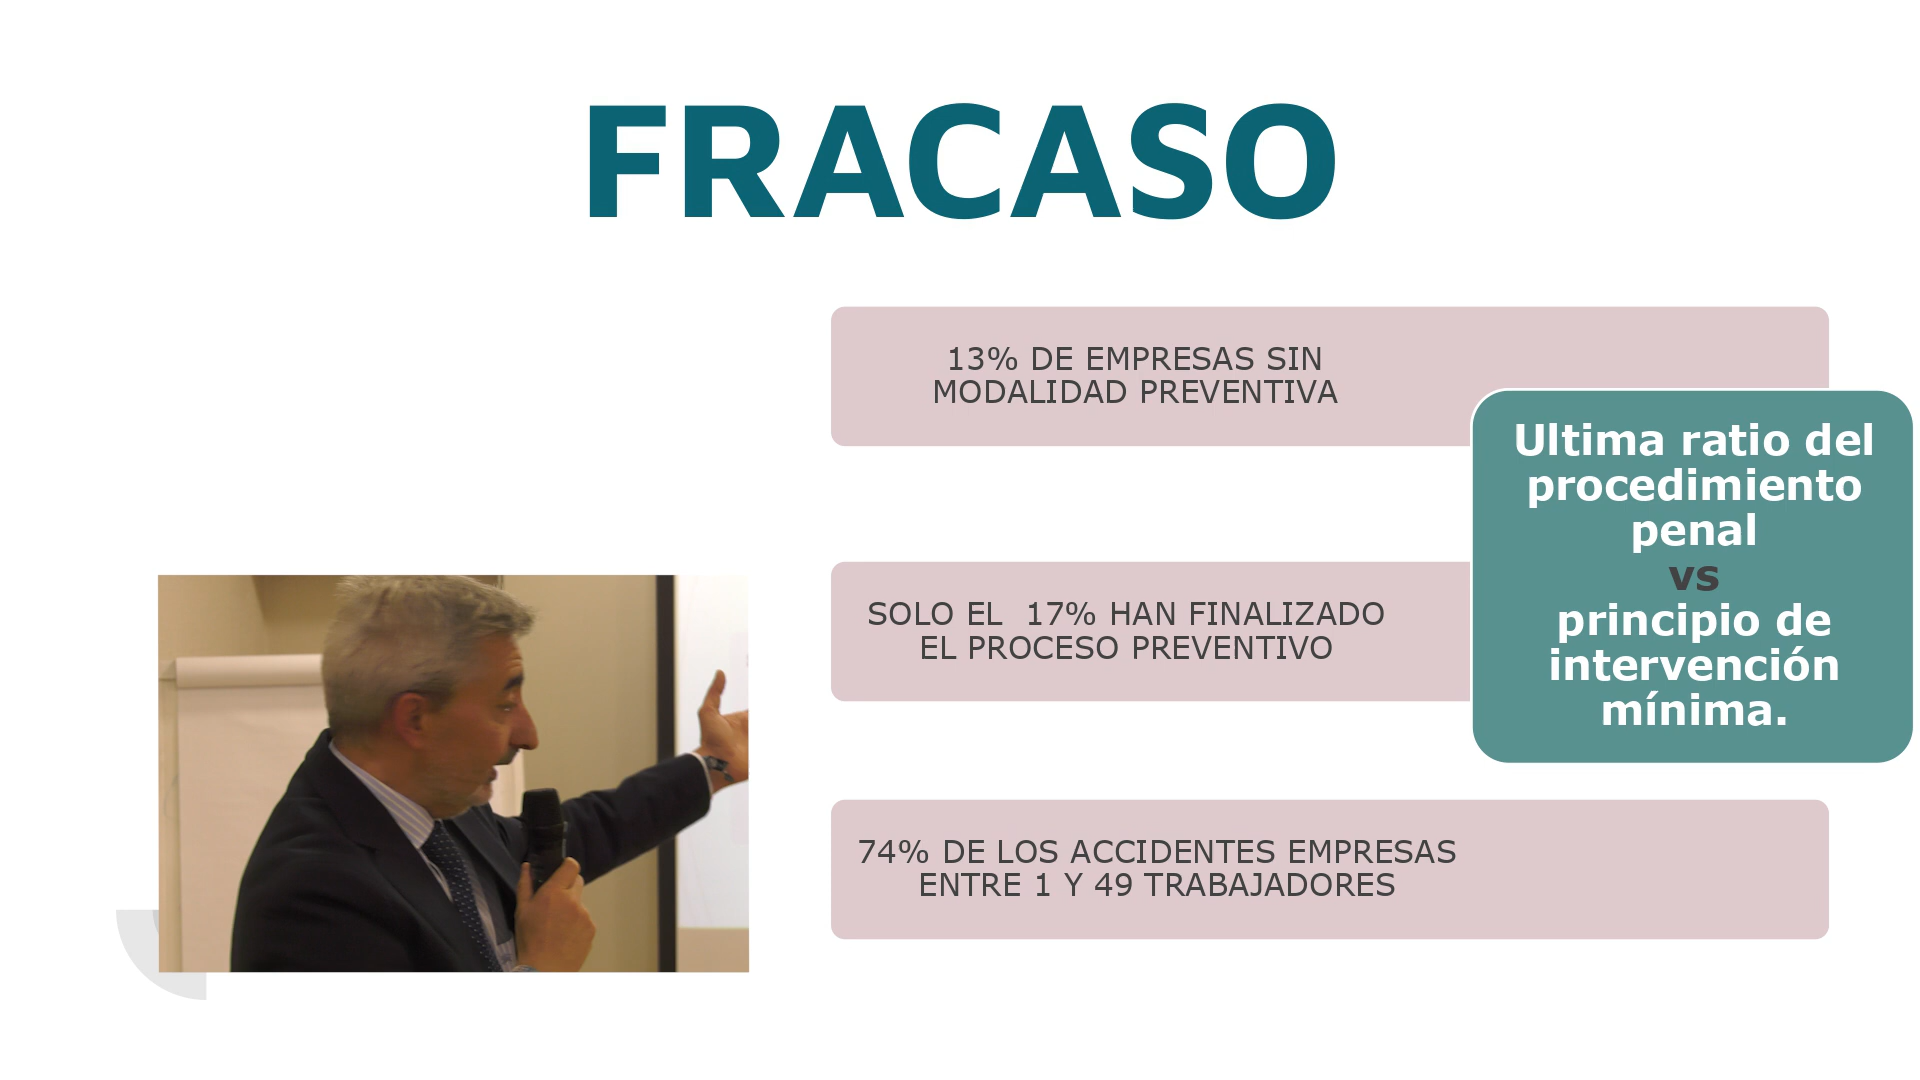 FRACASO
13% DE EMPRESAS SIN
MODALIDAD PREVENTIVA
SOLO EL  17% HAN FINALIZADO
EL PROCESO PREVENTIVO
74% DE LOS ACCIDENTES EMPRESAS
ENTRE 1 Y 49 TRABAJADORES
Ultima ratio del
procedimiento
penal
vs
principio de
intervención
mínima.